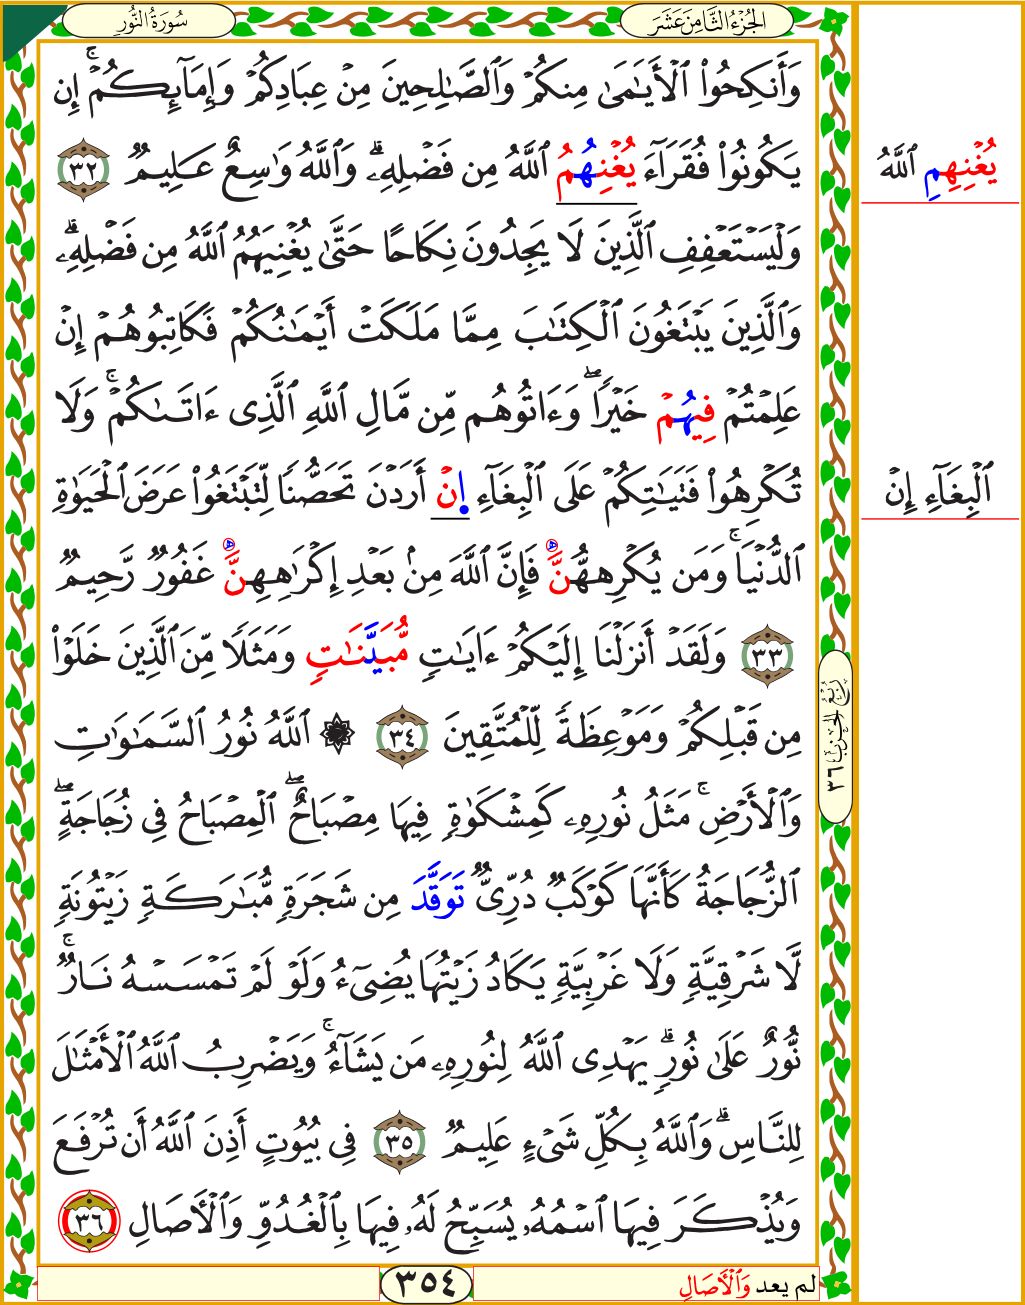 الجُزْءُ الثَّامِنَ عَشَرَ
سُورَةُ النُّورِ
وَأَنكِحُوا۟ ٱلۡأَيَـٰمَىٰ مِنكُمۡ وَٱلصَّـٰلِحِينَ مِنۡ عِبَادِكُمۡ وَإِمَآئِكُمۡۚ إِن
يَكُونُوا۟ فُقَرَآءَ يُغۡنِهُمُ ٱللَّهُ مِن فَضۡلِهِۦۗ وَٱللَّهُ وَٰسِعٌ عَلِيمٌ ٣٢
يُغۡنِهِمِ ٱللَّهُ
وَلۡيَسۡتَعۡفِفِ ٱلَّذِينَ لَا يَجِدُونَ نِكَاحًا حَتَّىٰ يُغۡنِيَهُمُ ٱللَّهُ مِن فَضۡلِهِۦۗ
وَٱلَّذِينَ يَبۡتَغُونَ ٱلۡكِتَـٰبَ مِمَّا مَلَكَتۡ أَيۡمَـٰنُكُمۡ فَكَاتِبُوهُمۡ إِنۡ
عَلِمۡتُمۡ فِيهُمۡ خَيۡرًاۖ وَءَاتُوهُم مِّن مَّالِ ٱللَّهِ ٱلَّذِى ءَاتَىٰكُمۡۚ وَلَا
تُكۡرِهُوا۟ فَتَيَـٰتِكُمۡ عَلَى ٱلۡبِغَآءِ ا۪نۡ أَرَدۡنَ تَحَصُّنًا لِّتَبۡتَغُوا۟ عَرَضَ ٱلۡحَيَوٰةِ
ٱلۡبِغَآءِ إِنۡ
ٱلدُّنۡيَاۚ وَمَن يُكۡرِههُّنَّه فَإِنَّ ٱللَّهَ مِنۢ بَعۡدِ إِكۡرَٰهِهِنَّه غَفُورٌ رَّحِيمٌ
٣٣ وَلَقَدۡ أَنزَلۡنَا إِلَيۡكُمۡ ءَايَـٰتٍ مُّبَيَّنَـٰتٍ وَمَثَلًا مِّنَ ٱلَّذِينَ خَلَوۡا۟
مِن قَبۡلِكُمۡ وَمَوۡعِظَةً لِّلۡمُتَّقِينَ ٣٤ ۞ ٱللَّهُ نُورُ ٱلسَّمَـٰوَٰتِ
وَٱلۡأَرۡضِۚ مَثَلُ نُورِهِۦ كَمِشۡكَوٰةٍ فِيهَا مِصۡبَاحٌۖ ٱلۡمِصۡبَاحُ فِى زُجَاجَةٍۖ
ٱلزُّجَاجَةُ كَأَنَّهَا كَوۡكَبٌ دُرِّىٌّ تَوَقَّدَ مِن شَجَرَةٍ مُّبَـٰرَكَةٍ زَيۡتُونَةٍ
لَّا شَرۡقِيَّةٍ وَلَا غَرۡبِيَّةٍ يَكَادُ زَيۡتُهَا يُضِىٓءُ وَلَوۡ لَمۡ تَمۡسَسۡهُ نَارٌۚ
نُّورٌ عَلَىٰ نُورٍۗ يَهۡدِى ٱللَّهُ لِنُورِهِۦ مَن يَشَآءُۚ وَيَضۡرِبُ ٱللَّهُ ٱلۡأَمۡثَـٰلَ
لِلنَّاسِۗ وَٱللَّهُ بِكُلِّ شَىۡءٍ عَلِيمٌ ٣٥ فِى بُيُوتٍ أَذِنَ ٱللَّهُ أَن تُرۡفَعَ
وَيُذۡكَرَ فِيهَا ٱسۡمُهُۥ يُسَبِّحُ لَهُۥ فِيهَا بِٱلۡغُدُوِّ وَٱلۡأٓصَالِ ٣٦
رُبْعُ الحِزْبِ ٣٦
لم يعد وَٱلۡأٓصَالِ
٣٥٤